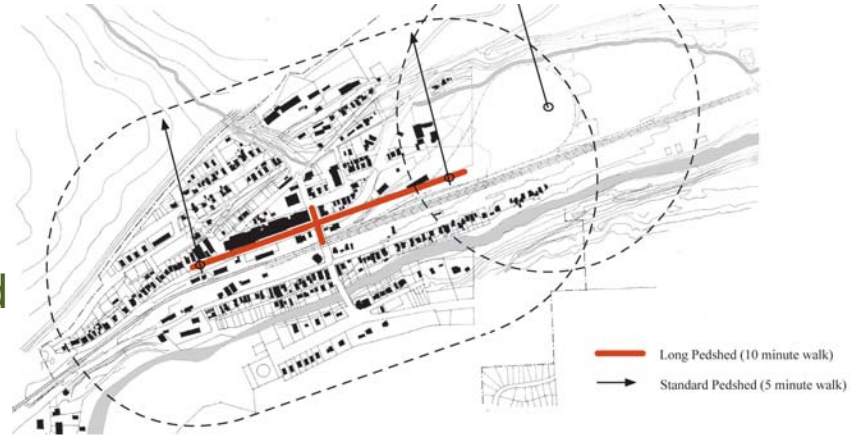 d
Long Pedshed (10 minute walk)
Standard Pedshed (5 minute walk)